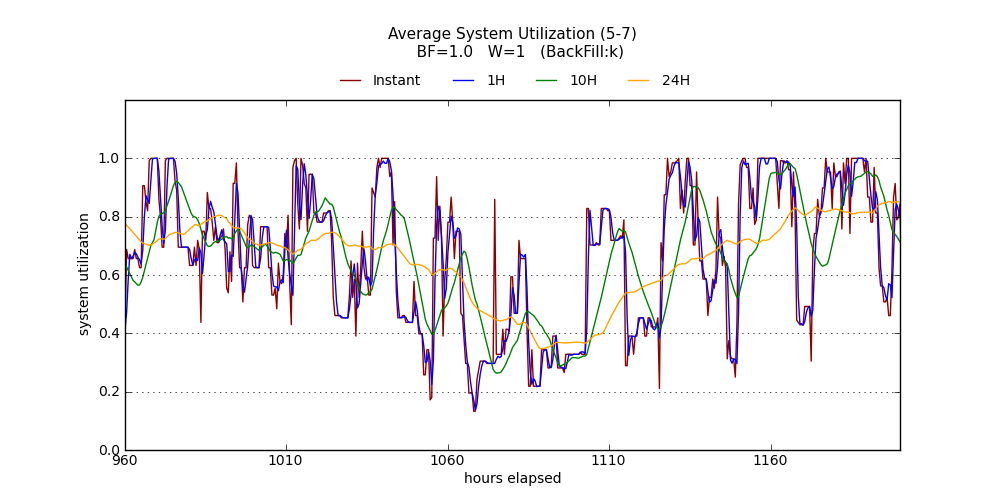 Average System Utilization (5-7)
BF=1.0 W=1 (BackFill:k)
Instant 1H 10H 24H
1.0
0.8
0.6
0.4
0.2
0.0
system utilization
960 1010 1060 1110 1160
hours elapsed